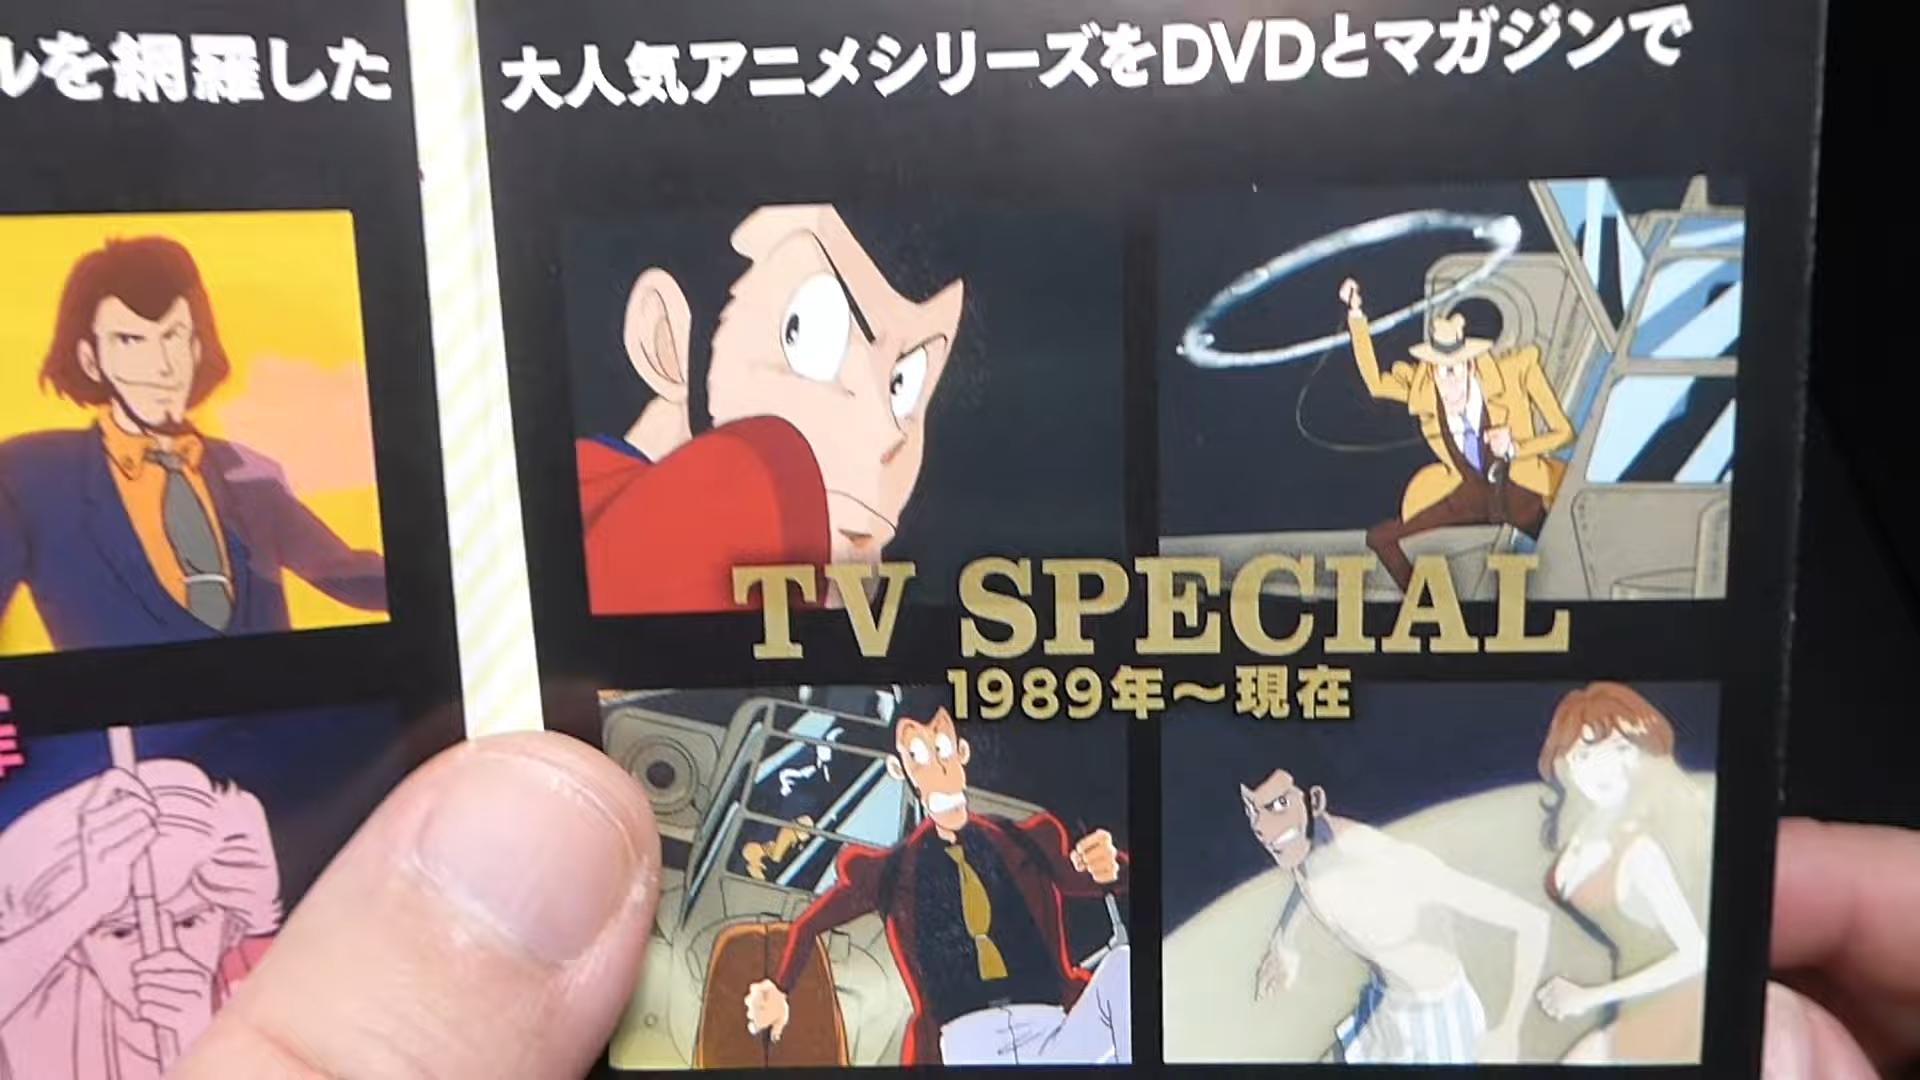 ルを網羅した
大人気アニメシリーズをDVDとマガジンで
TV SPECIAL
1989年～現在
年